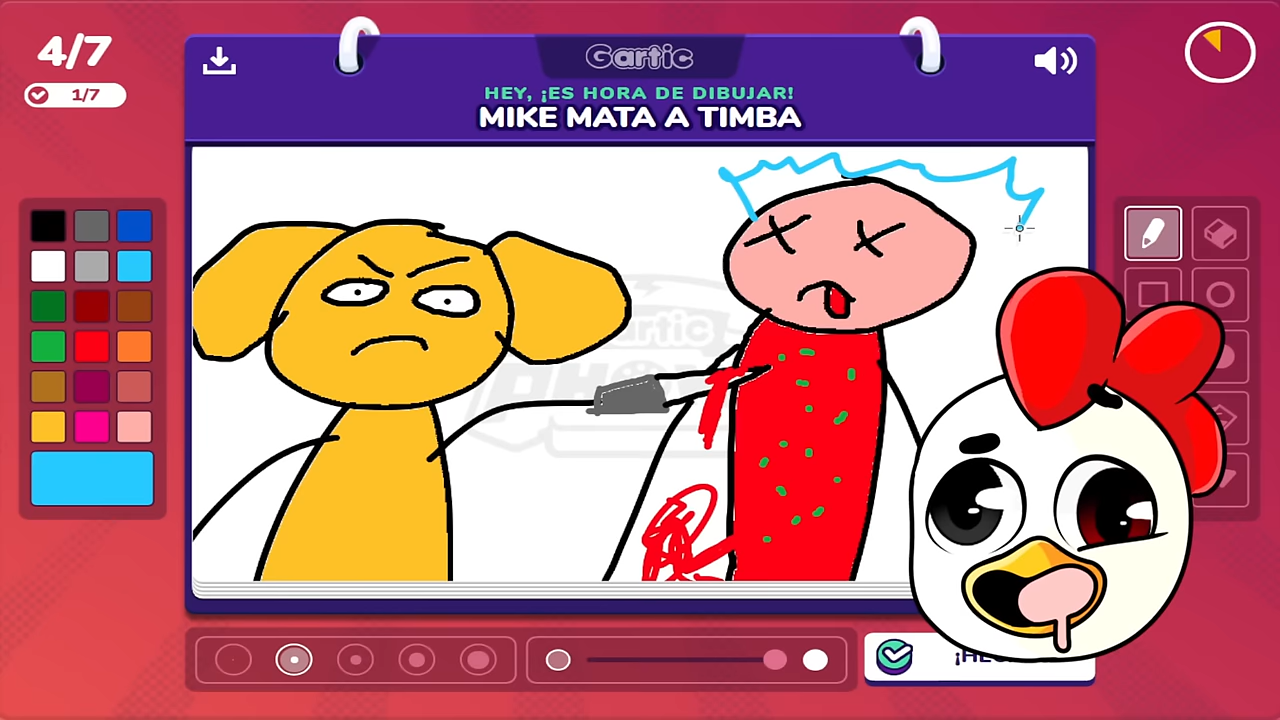 4/7
1/7
Gartic
HEY, ¡ES HORA DE DIBUJAR!
MIKE MATA A TIMBA